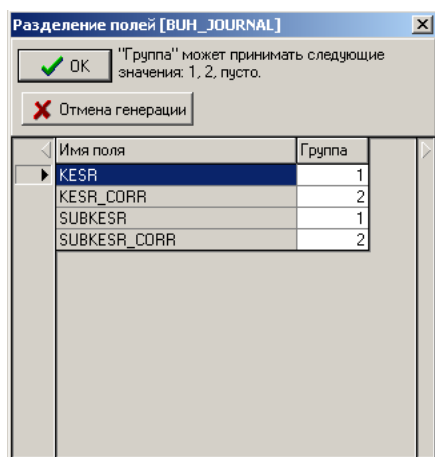 Разделение полей [BUH_JOURNAL]
OK
"Группа" может принимать следующие
значения: 1, 2, пусто.
Отмена генерации
Имя поля Группа
KESR 1
KESR_CORR 2
SUBKESR 1
SUBKESR_CORR 2